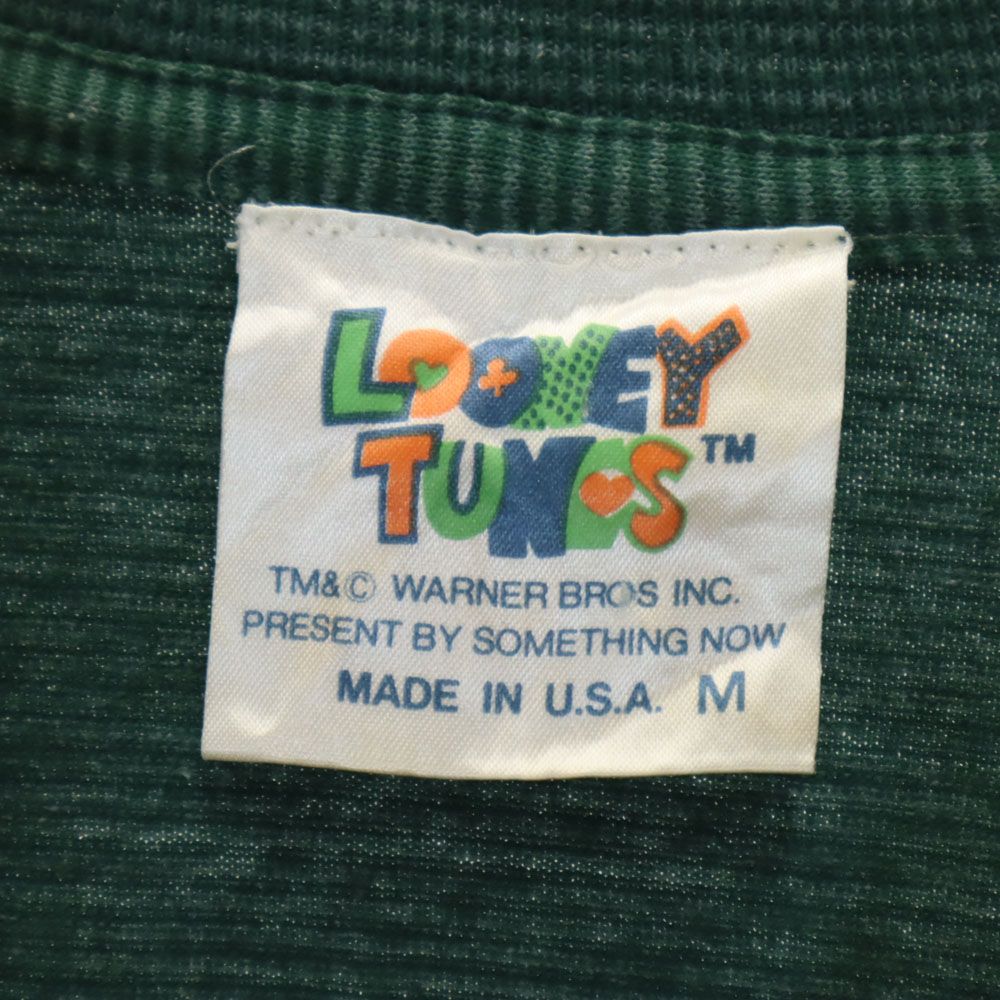 LOONEY
TUNES™
TM&© WARNER BROS INC.
PRESENT BY SOMETHING NOW
MADE IN U.S.A. M